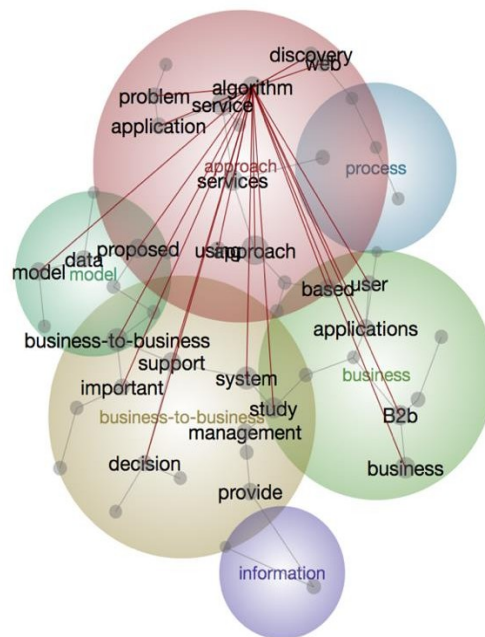 discovery
web
algorithm
problem
service
application
approach
process
services
proposed
using
approach
data
model
model
based
user
business-to-business
applications
support
system
business
important
study
business-to-business
B2b
management
decision
business
provide
information